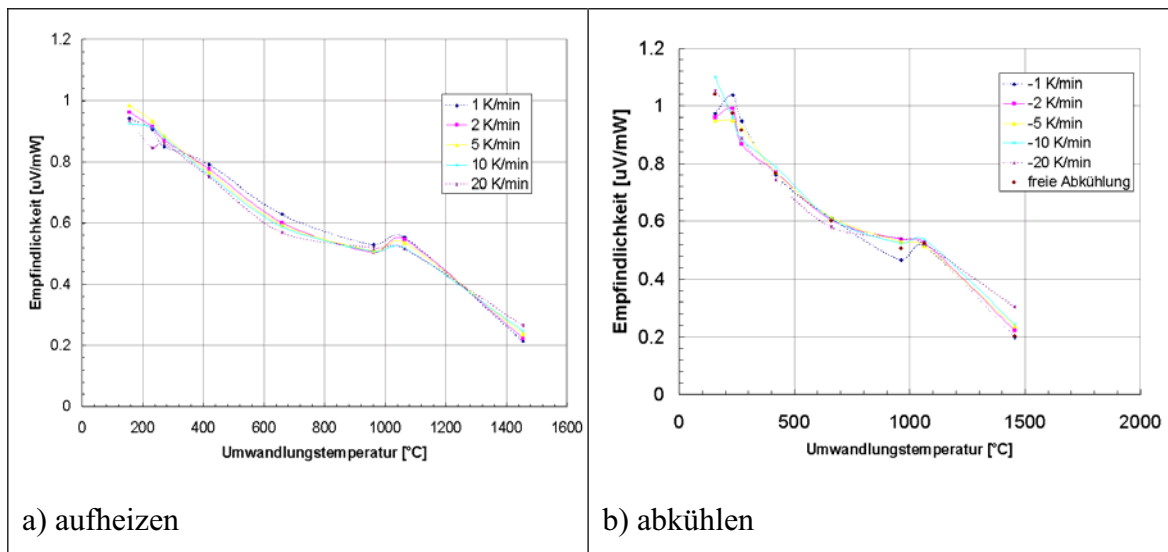 Empfindlichkeit [uV/mW]
1.2
1
0.8
0.6
0.4
0.2
0
0 200 400 600 800 1000 1200 1400 1600
Umwandlungstemperatur [°C]
1 K/min
2 K/min
5 K/min
10 K/min
20 K/min
a) aufheizen
Empfindlichkeit [uV/mW]
1.2
1
0.8
0.6
0.4
0.2
0
0 500 1000 1500 2000
Umwandlungstemperatur [°C]
-1 K/min
-2 K/min
-5 K/min
-10 K/min
-20 K/min
freie Abkühlung
b) abkühlen